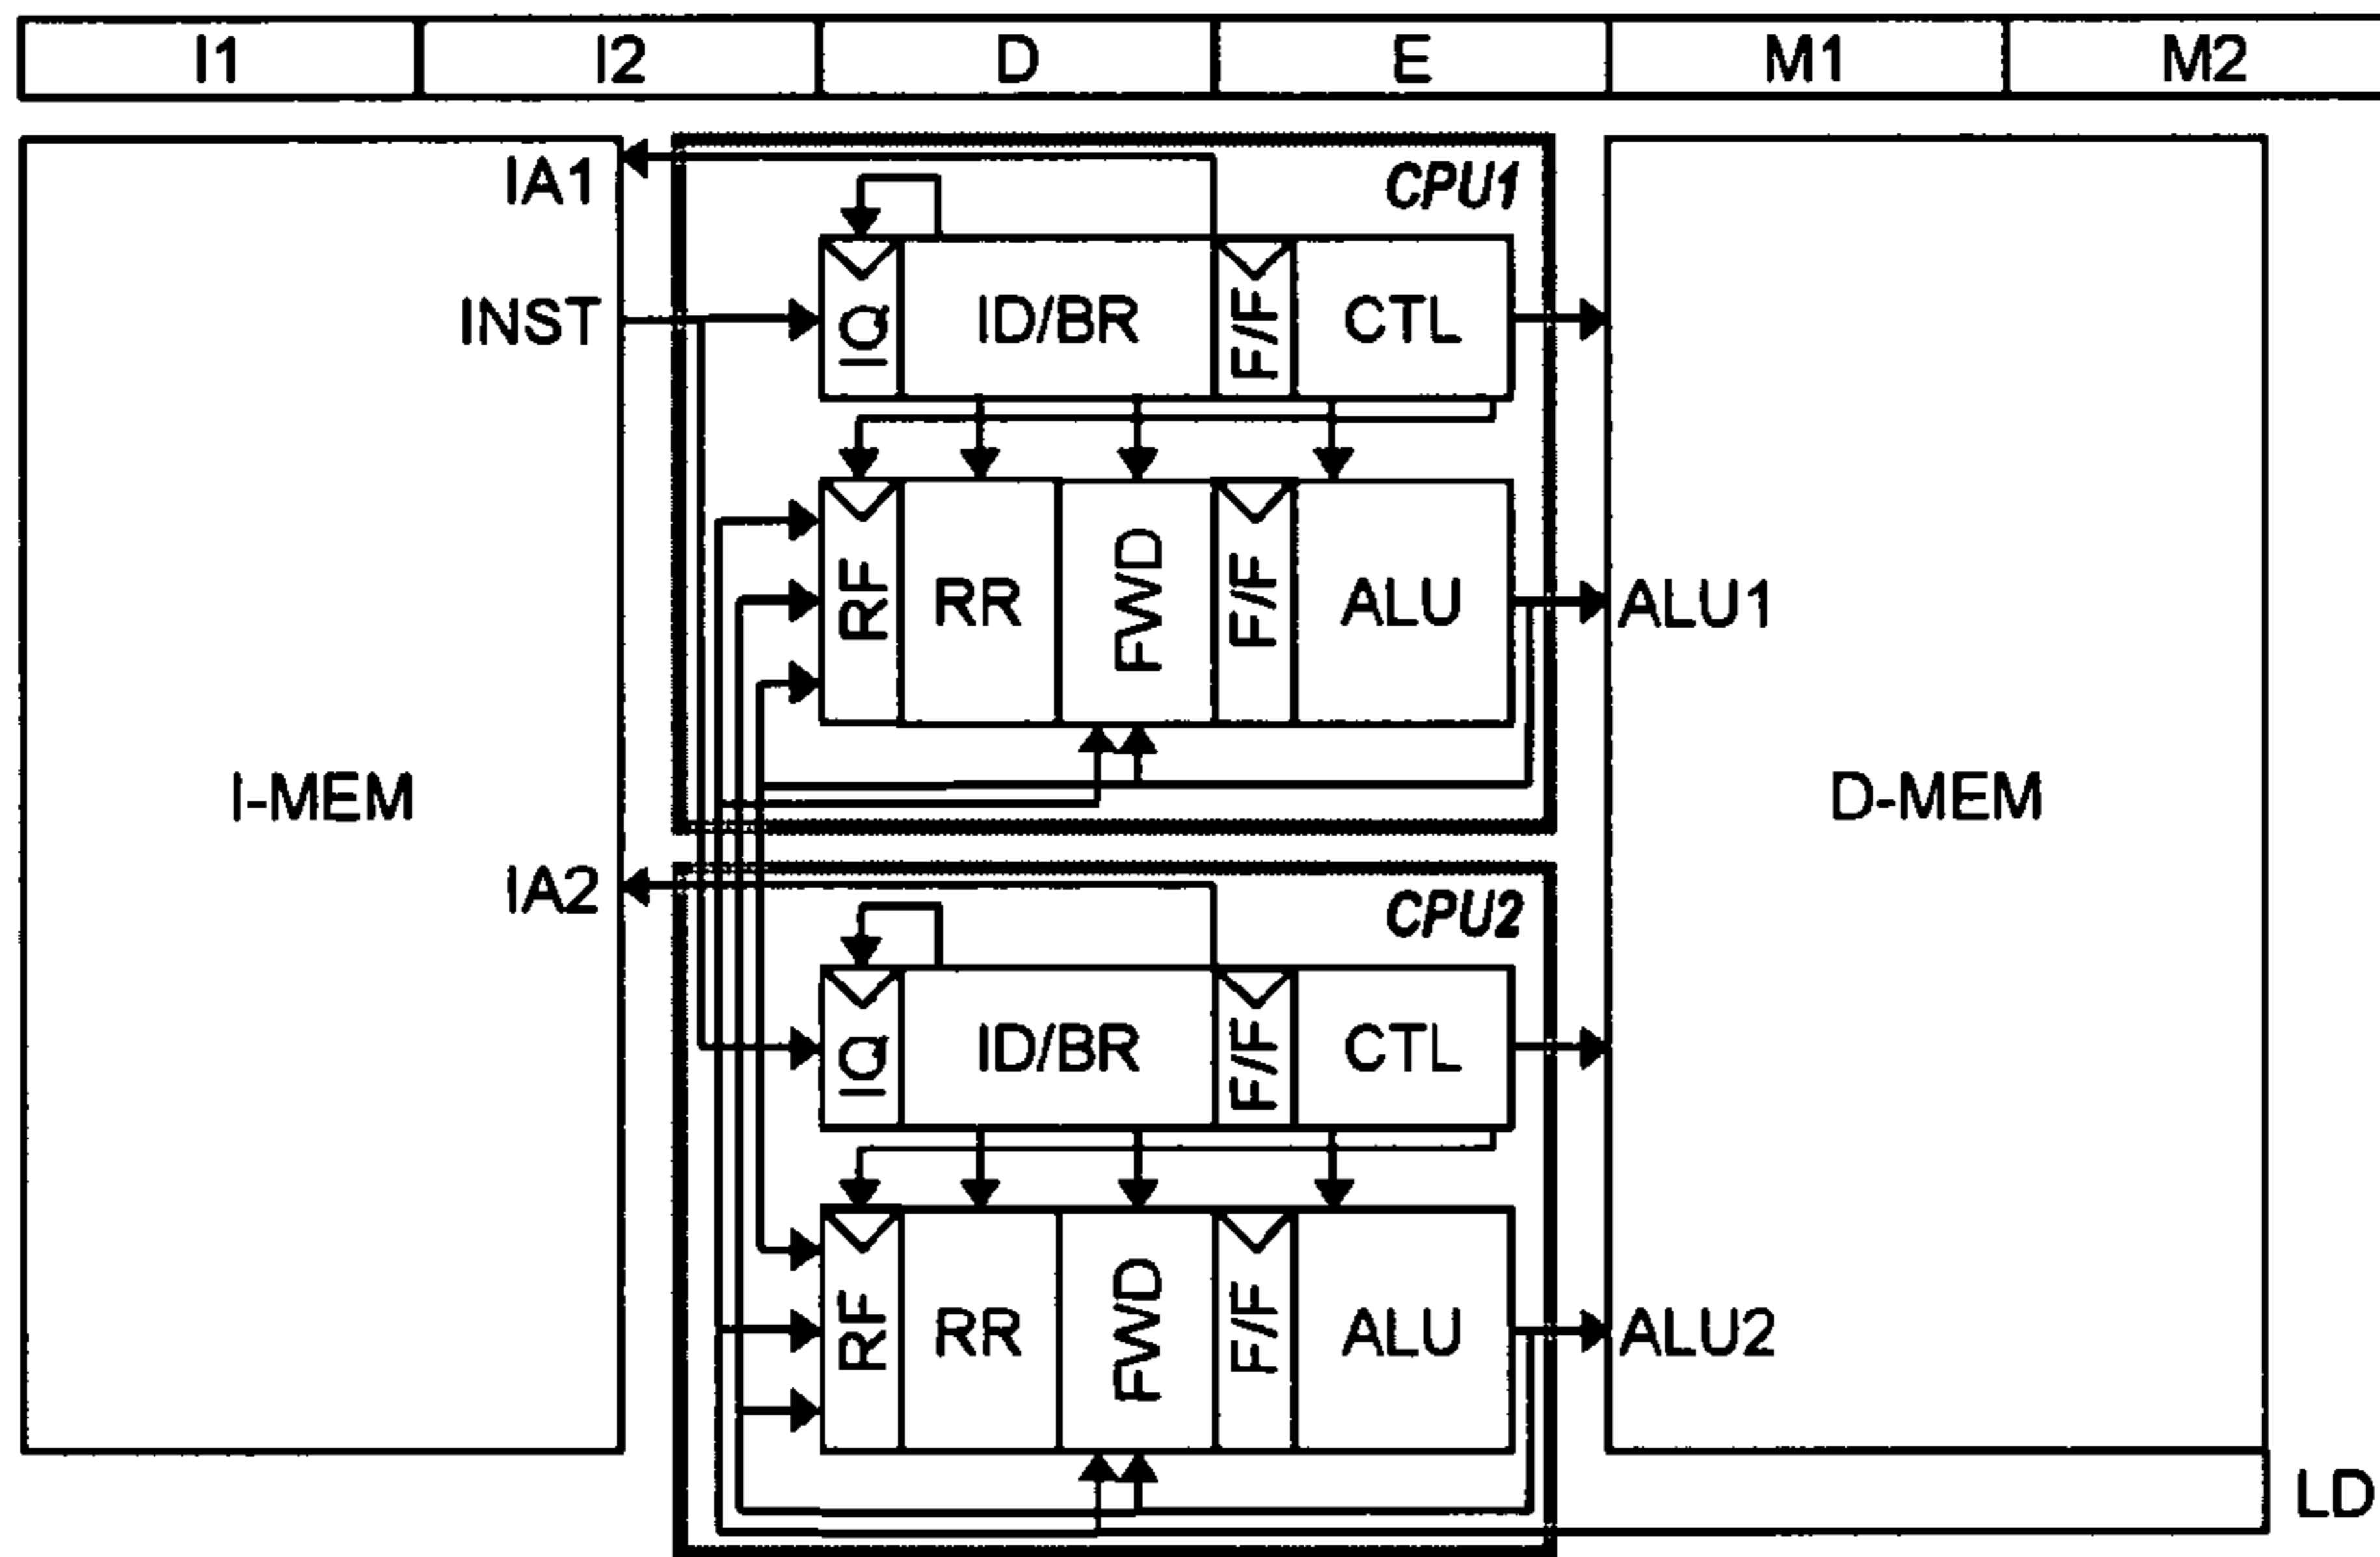 I1 I2 D E M1 M2
IA1
CPU1
INST
IQ ID/BR F/F CTL
RF RR FWD F/F ALU
ALU1
I-MEM
D-MEM
IA2
CPU2
IQ ID/BR F/F CTL
RF RR FWD F/F ALU
ALU2
LD